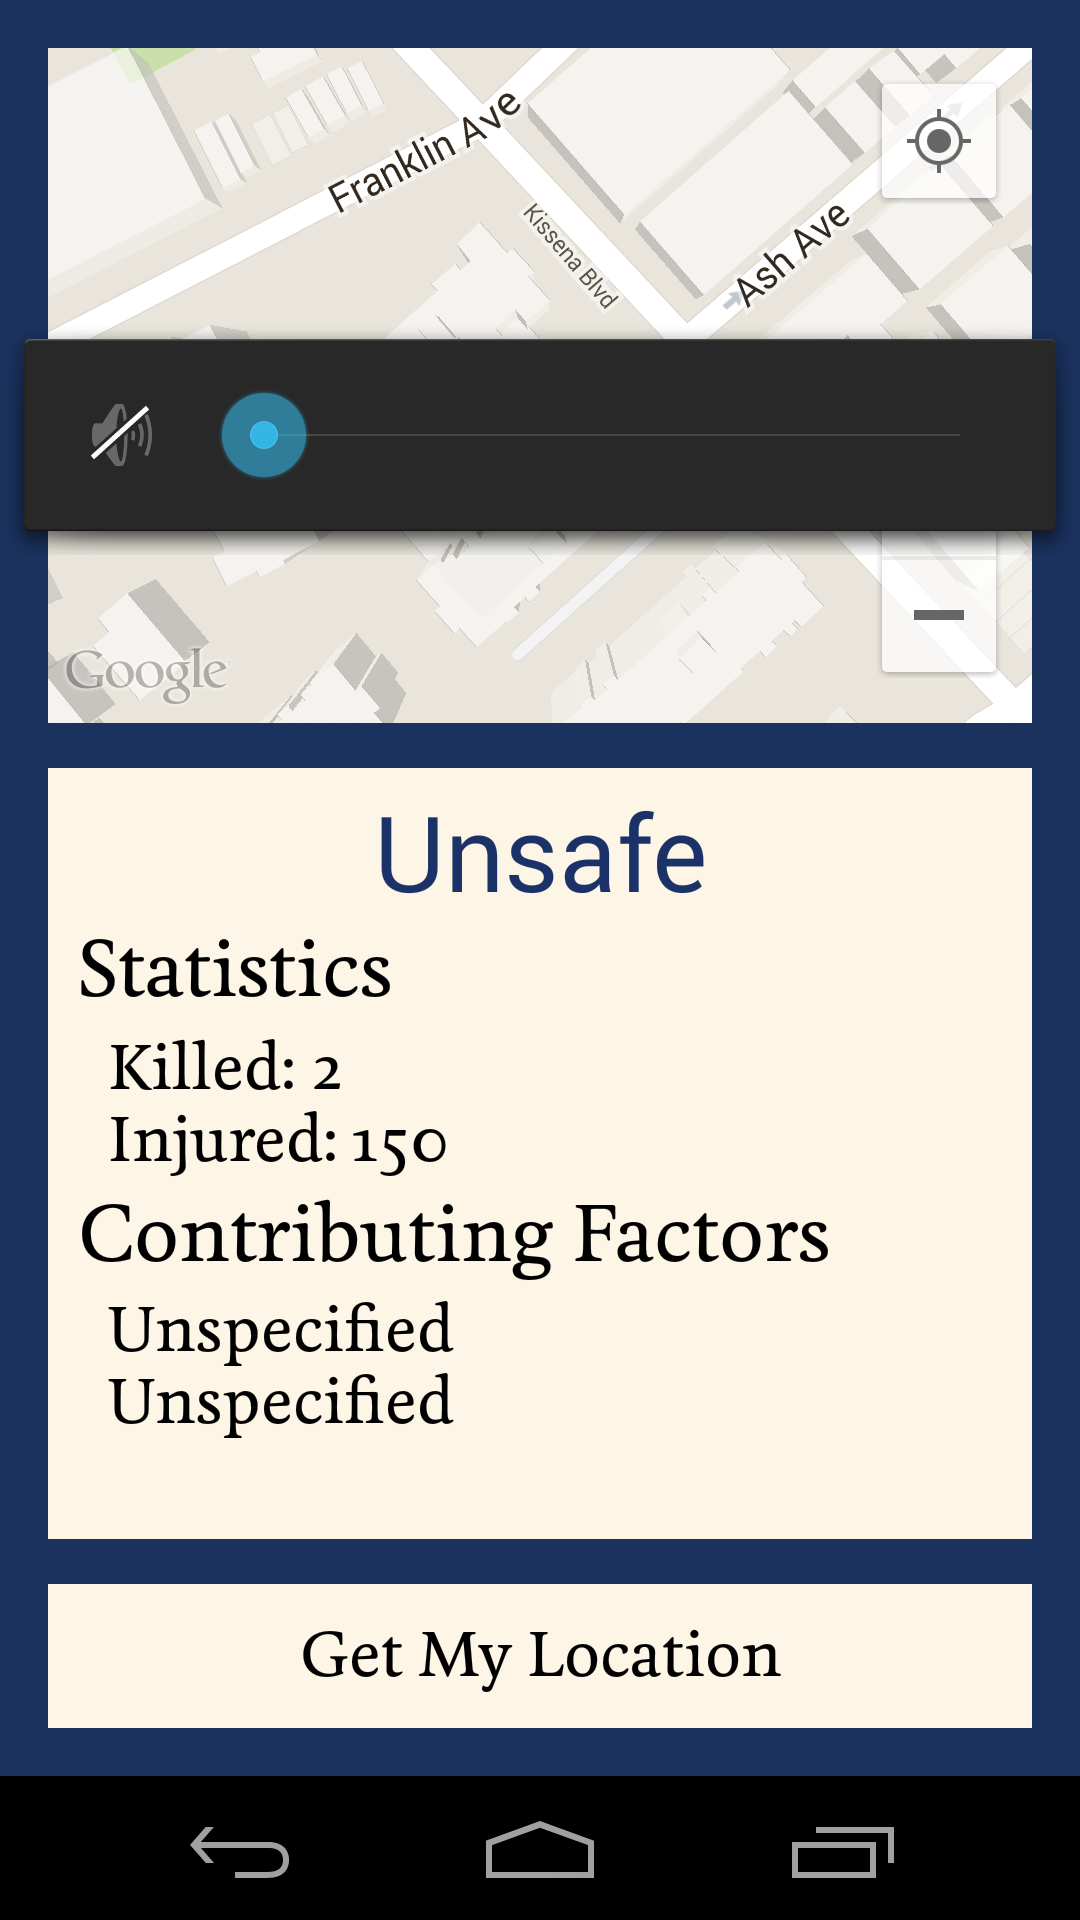 Franklin Ave
Kissena Blvd
Ash Ave
Google
Unsafe
Statistics
Killed: 2
Injured: 150
Contributing Factors
Unspecified
Unspecified
Get My Location